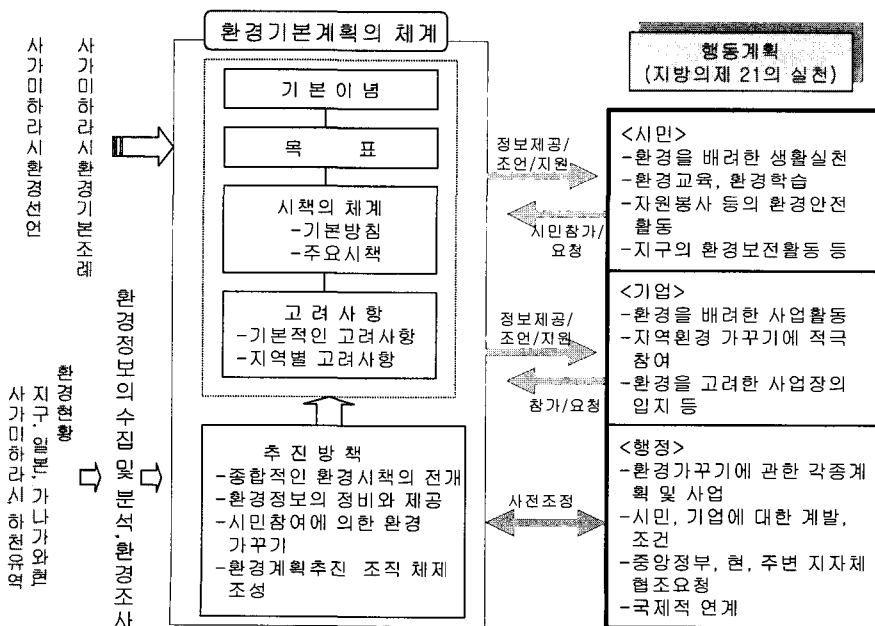 환경기본계획의 체계
기 본 이 념
목 표
시책의 체계
-기본방침
-주요시책
고 려 사 항
-기본적인 고려사항
-지역별 고려사항
추 진 방 책
-종합적인 환경시책의 전개
-환경정보의 정비와 제공
-시민참여에 의한 환경
가꾸기
-환경계획추진 조직 체제
조성
사가미하라시환경선언
사가미하라시환경기본조례
환경정보의 수집 및 분석·환경조사
환경현황
지구, 일본, 가나가와현
사가미하라시, 하천유역
정보제공/
조언/지원
시민참가/
요청
정보제공/
조언/지원
참가/요청
사전조정
행동계획
(지방의제 21의 실천)
<시민>
-환경을 배려한 생활실천
-환경교육, 환경학습
-자원봉사 등의 환경안전
활동
-지구의 환경보전활동 등
<기업>
-환경을 배려한 사업활동
-지역환경 가꾸기에 적극
참여
-환경을 고려한 사업장의
입지 등
<행정>
-환경가꾸기에 관한 각종계
획 및 사업
-시민, 기업에 대한 계발,
조건
-중앙정부, 현, 주변 지자체
협조요청
-국제적 연계